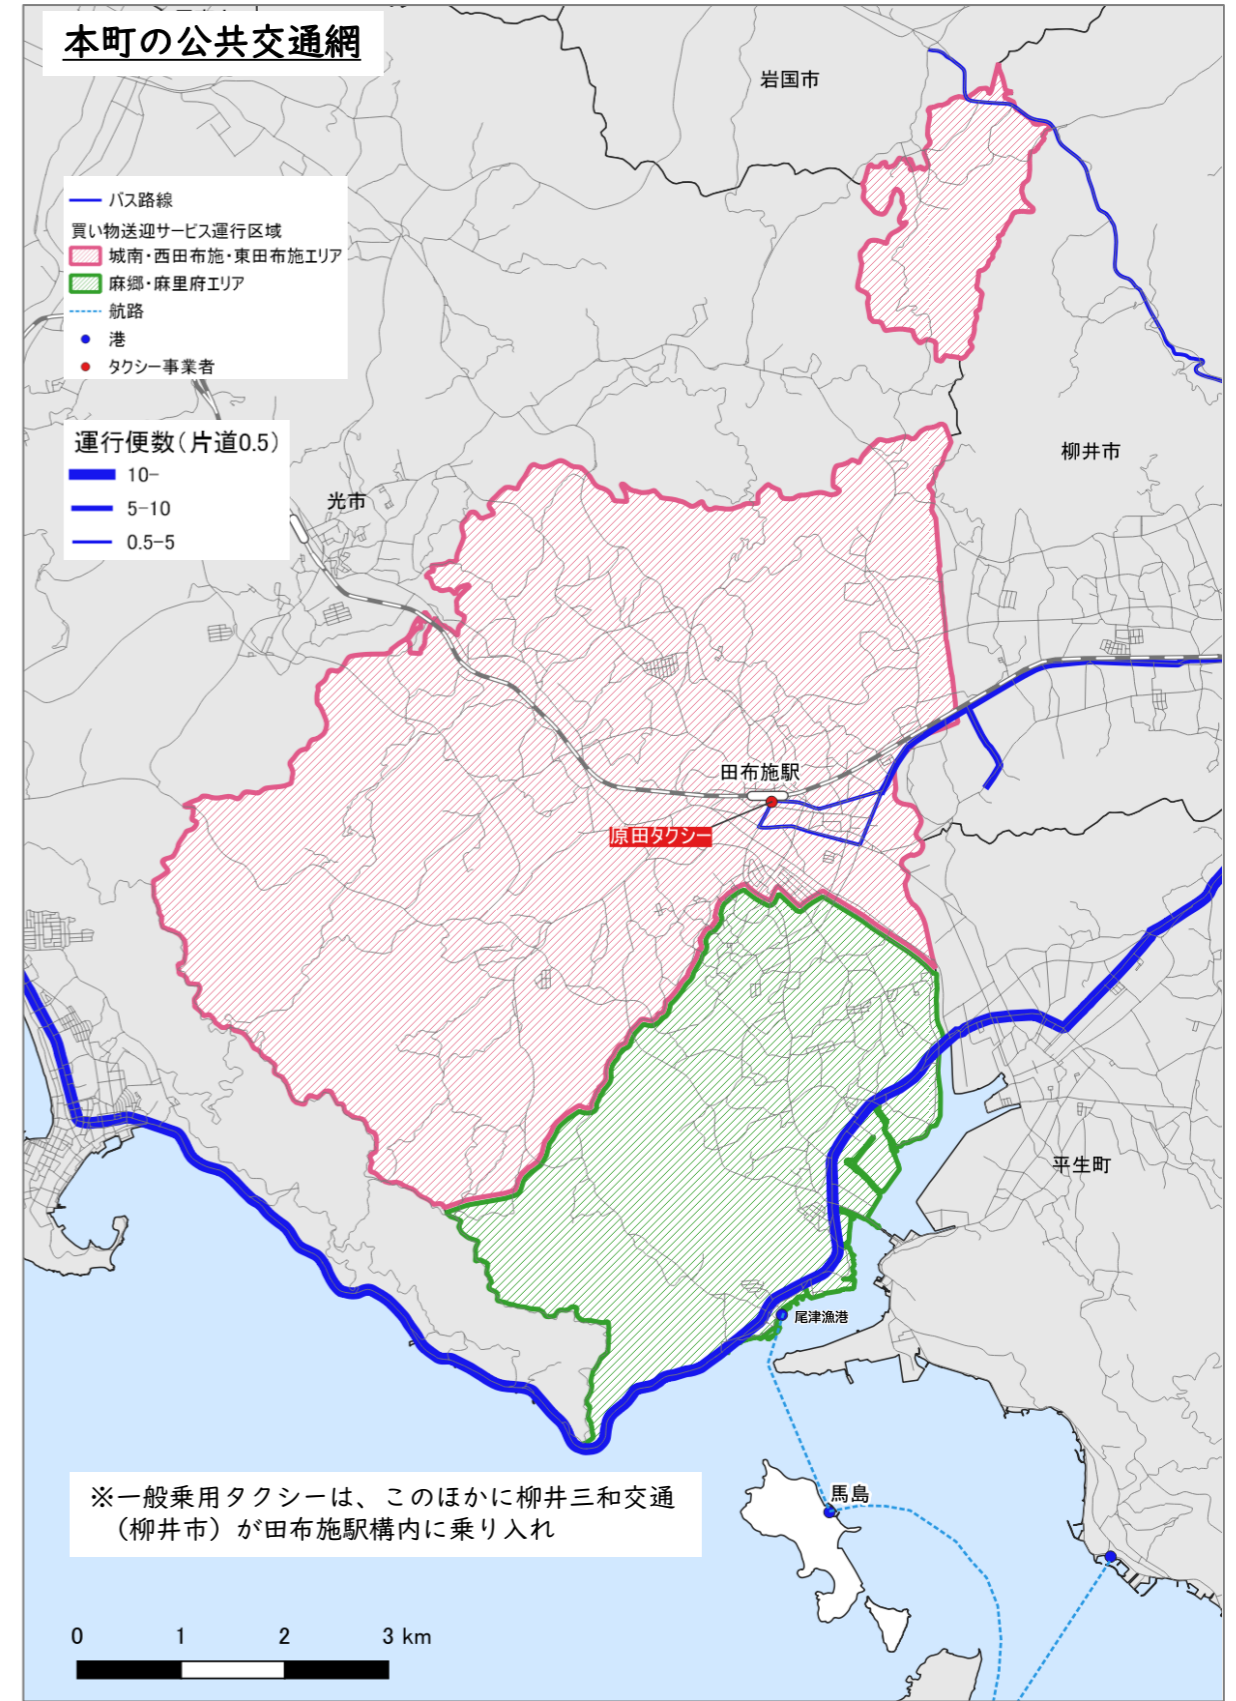 本町の公共交通網
岩国市
バス路線
買い物送迎サービス運行区域
城南・西田布施・東田布施エリア
麻郷・麻里府エリア
航路
港
タクシー事業者
運行便数(片道0.5)
10-
5-10
0.5-5
光市
柳井市
田布施駅
原田タクシー
平生町
尾津漁港
馬島
※一般乗用タクシーは、このほかに柳井三和交通
（柳井市）が田布施駅構内に乗り入れ
0 1 2 3 km